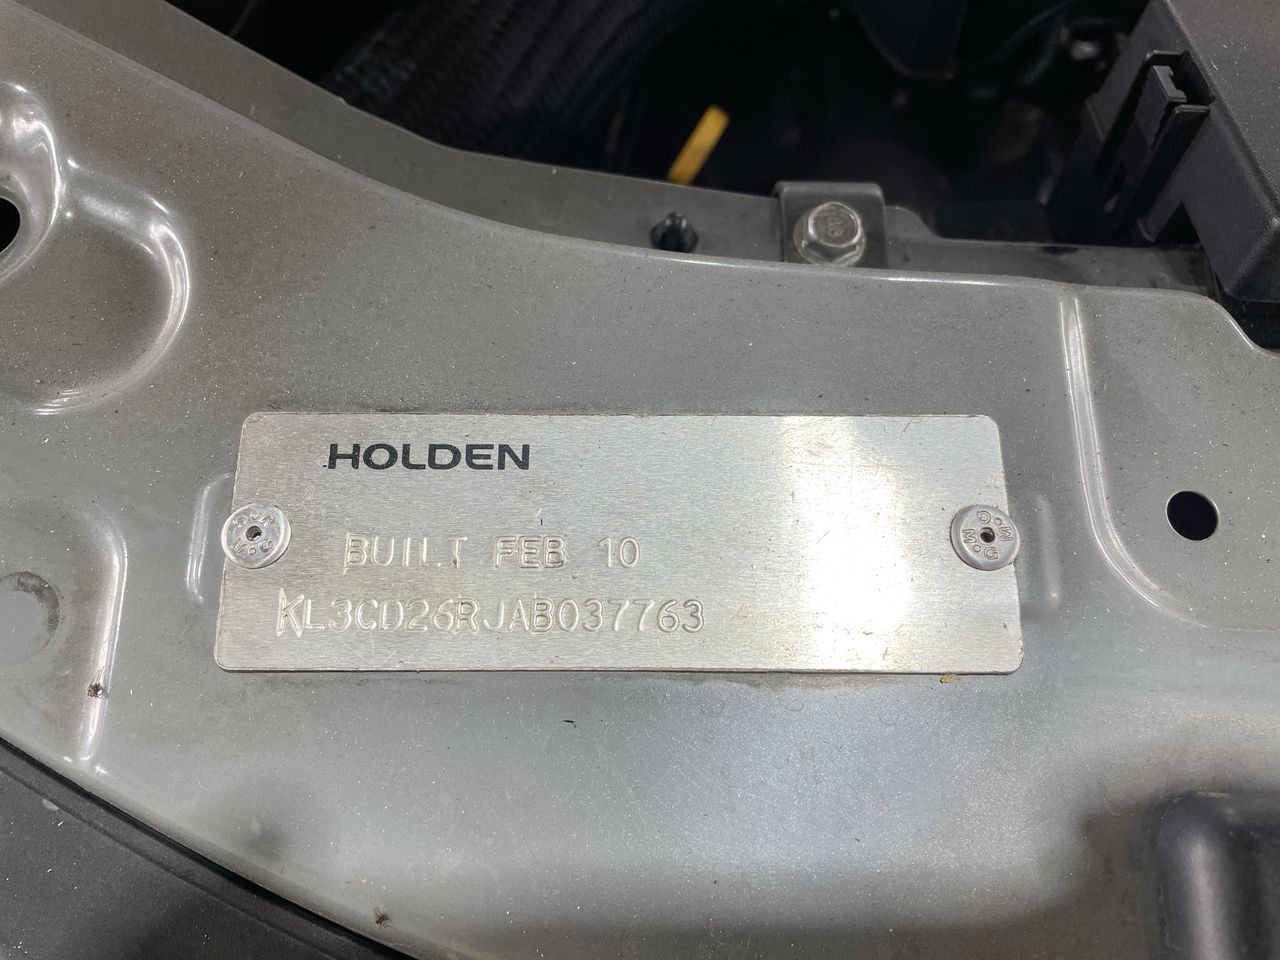 HOLDEN
BUILT FEB 10
KL3CD26RJAB037763
G.M
G.M